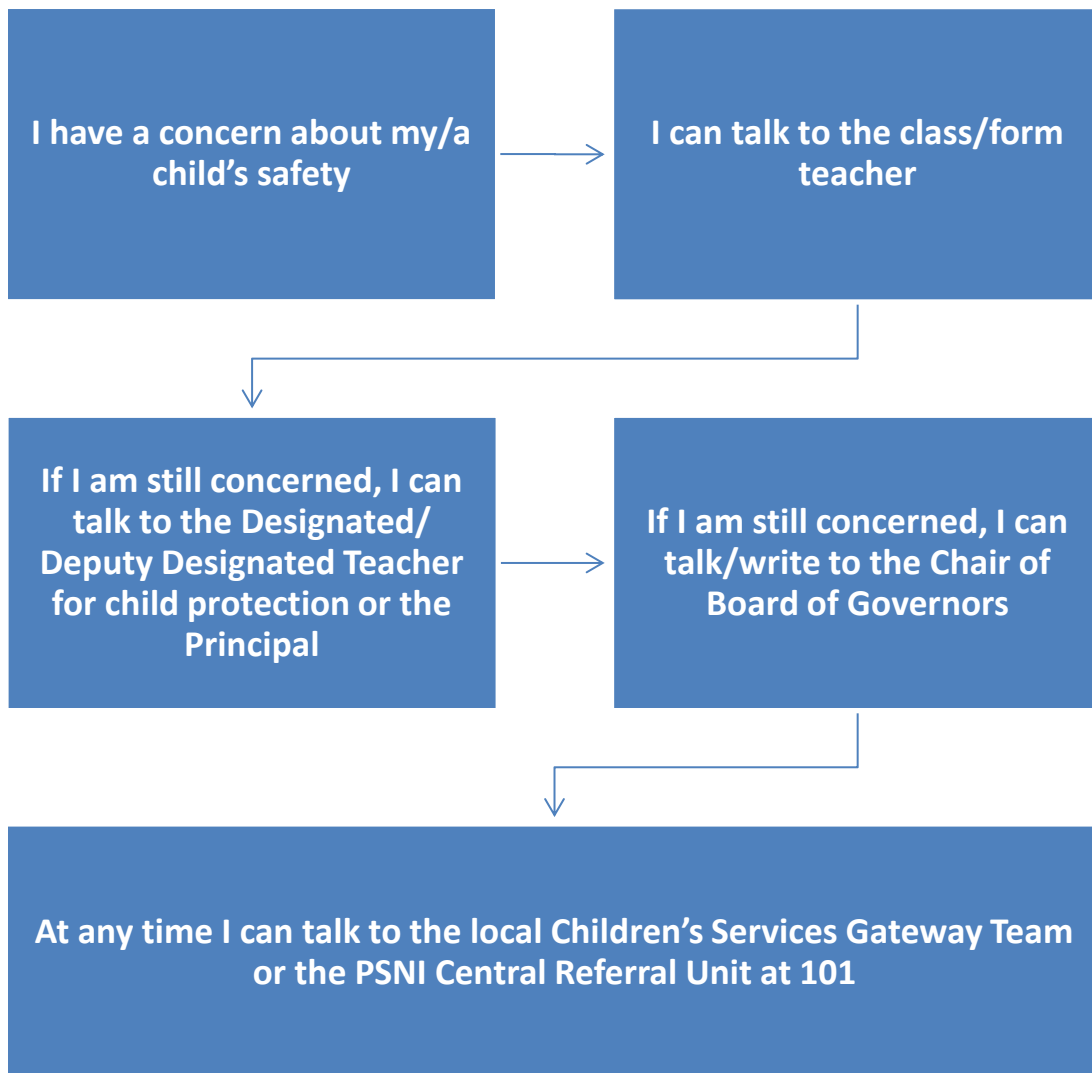 I have a concern about my/a
child’s safety
I can talk to the class/form
teacher
If I am still concerned, I can
talk to the Designated/
Deputy Designated Teacher
for child protection or the
Principal
If I am still concerned, I can
talk/write to the Chair of
Board of Governors
At any time I can talk to the local Children’s Services Gateway Team
or the PSNI Central Referral Unit at 101